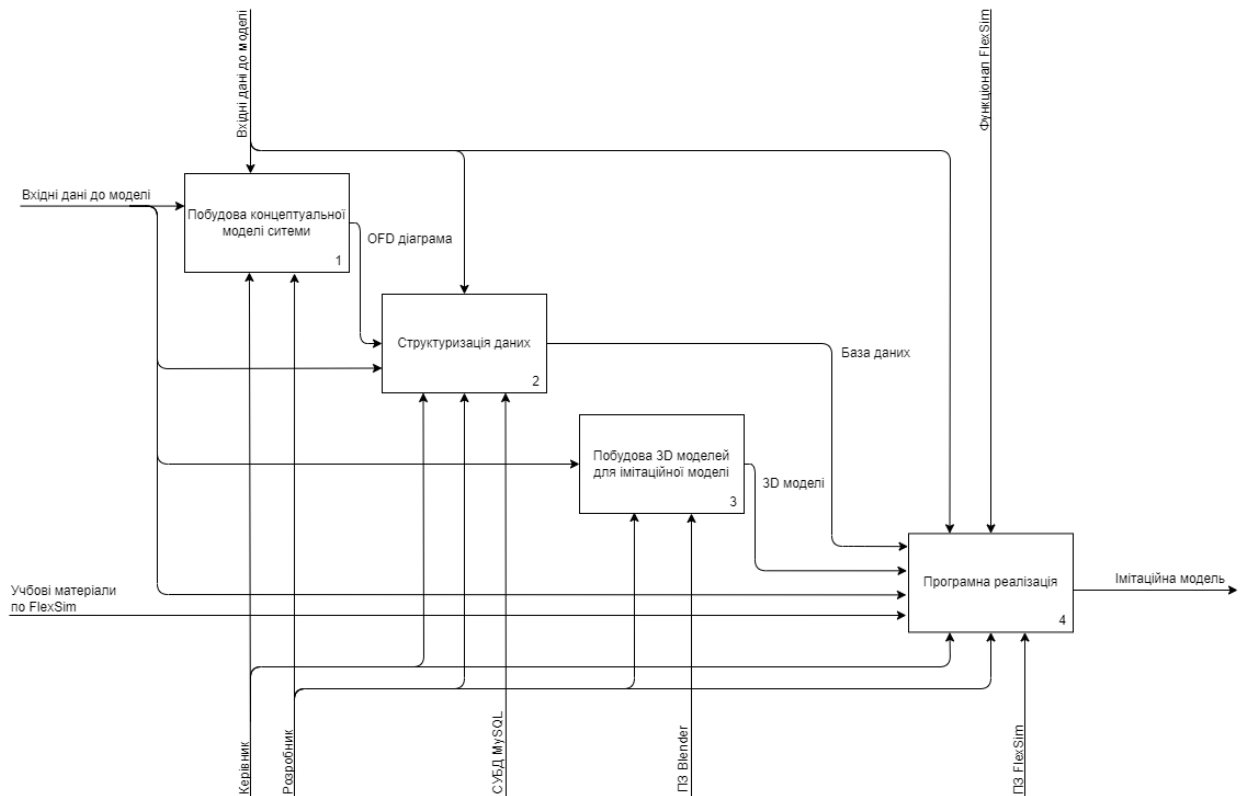 Вхідні дані до моделі
Функціонал FlexSim
Вхідні дані до моделі
Побудова концептуальної
моделі ситеми
1
OFD діаграма
Структуризація даних
2
База даних
Побудова 3D моделей
для імітаційної моделі
3
3D моделі
Учбові матеріали
по FlexSim
Програмна реалізація
4
Імітаційна модель
Керівник
Розробник
СУБД MySQL
ПЗ Blender
ПЗ FlexSim